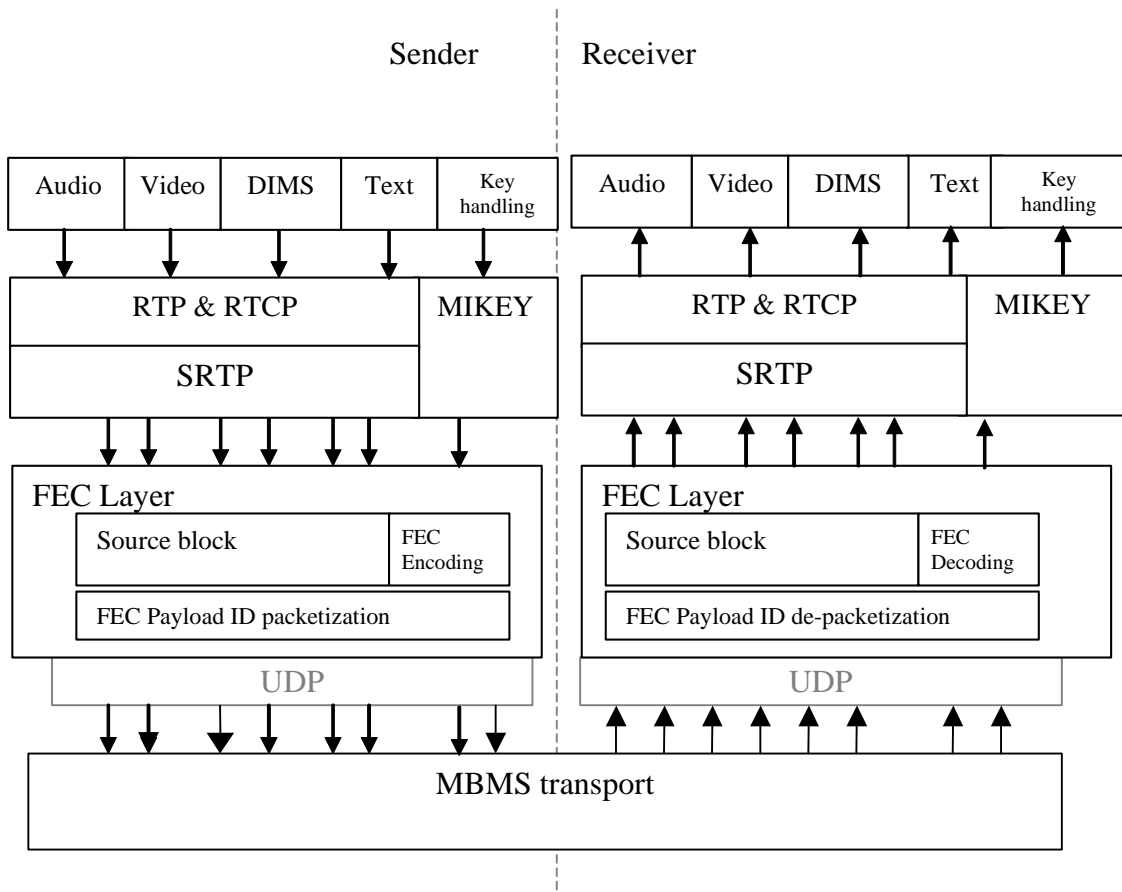 Sender
Receiver
Audio
Video
DIMS
Text
Key
handling
Audio
Video
DIMS
Text
Key
handling
RTP & RTCP
MIKEY
SRTP
RTP & RTCP
MIKEY
SRTP
FEC Layer
Source block
FEC
Encoding
FEC Payload ID packetization
FEC Layer
Source block
FEC
Decoding
FEC Payload ID de-packetization
UDP
UDP
MBMS transport